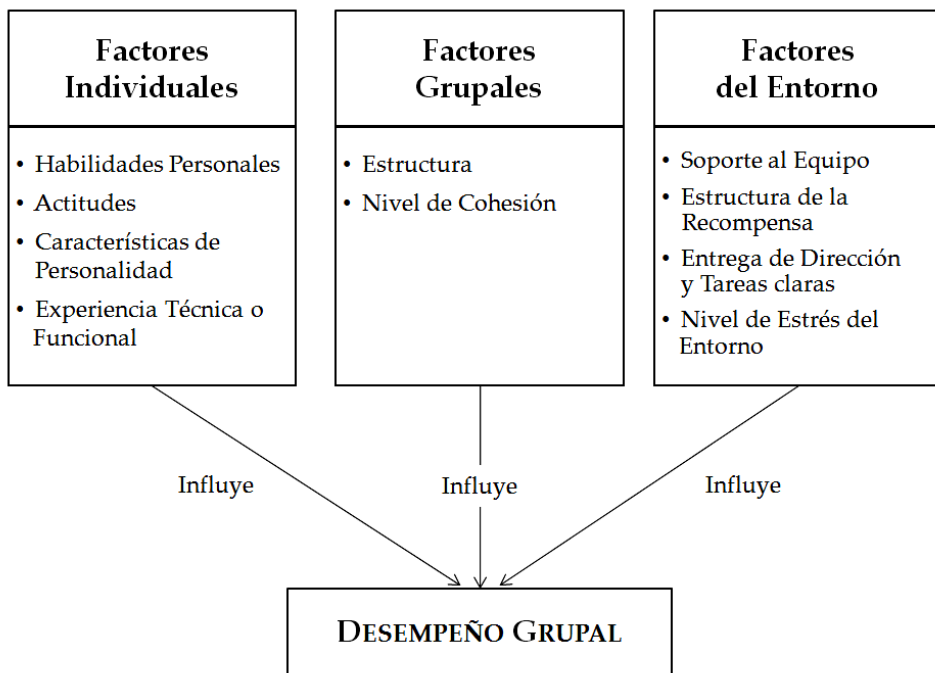 Factores
Individuales
• Habilidades Personales
• Actitudes
• Características de
Personalidad
• Experiencia Técnica o
Funcional
Factores
Grupales
• Estructura
• Nivel de Cohesión
Factores
del Entorno
• Soporte al Equipo
• Estructura de la
Recompensa
• Entrega de Dirección
y Tareas claras
• Nivel de Estrés del
Entorno
Influye
Influye
Influye
DESEMPEÑO GRUPAL